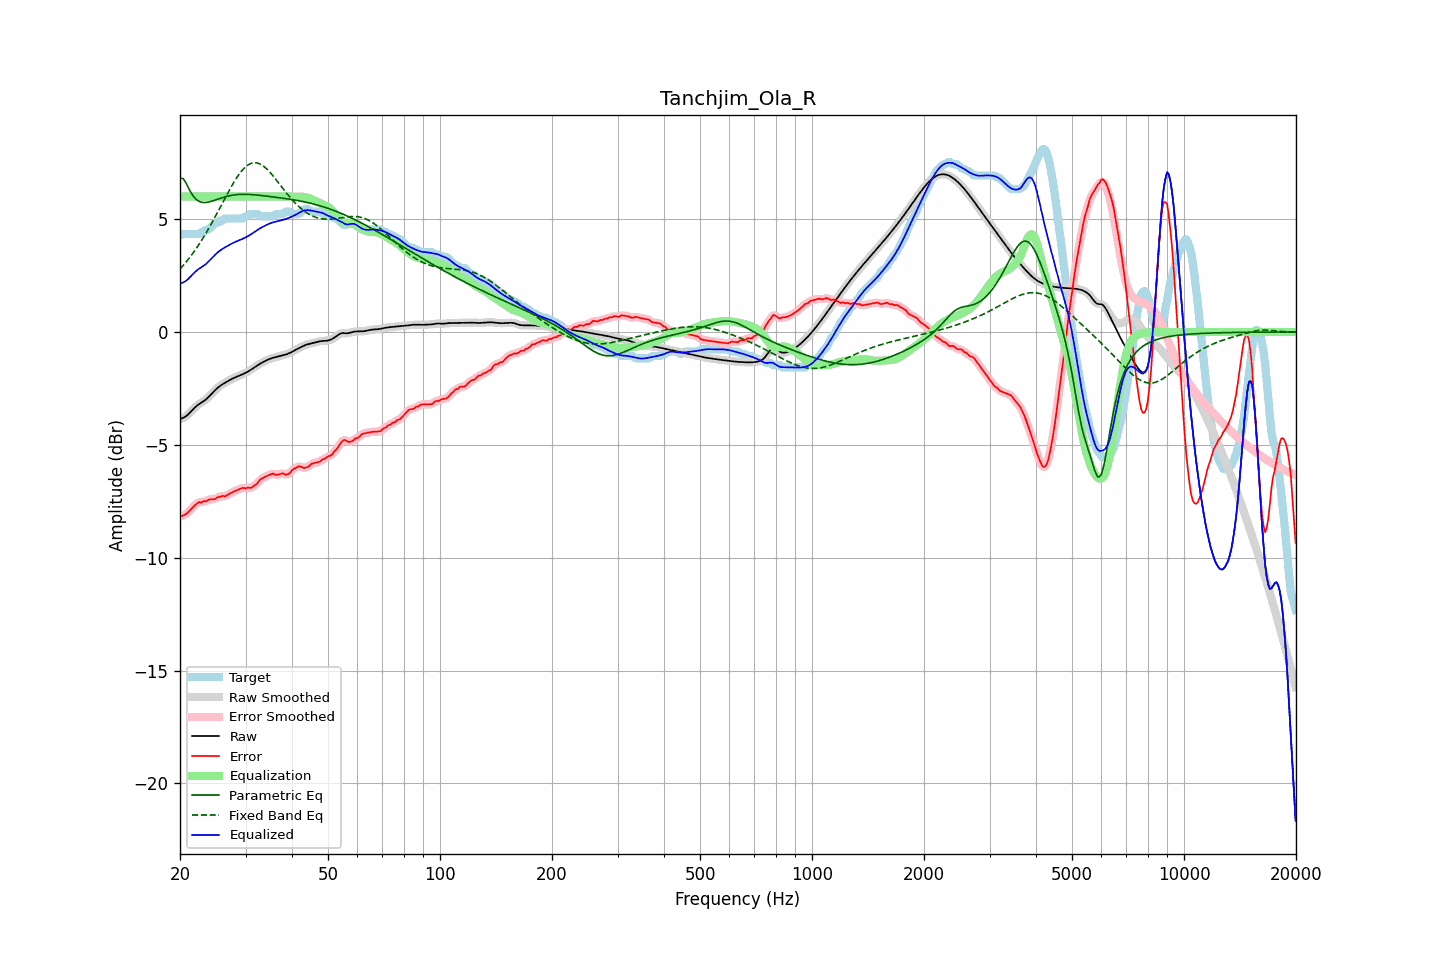 Tanchjim_Ola_R
Amplitude (dBr)
5
0
−5
−10
−15
−20
Target
Raw Smoothed
Error Smoothed
Raw
Error
Equalization
Parametric Eq
Fixed Band Eq
Equalized
20 50 100 200 500 1000 2000 5000 10000 20000
Frequency (Hz)